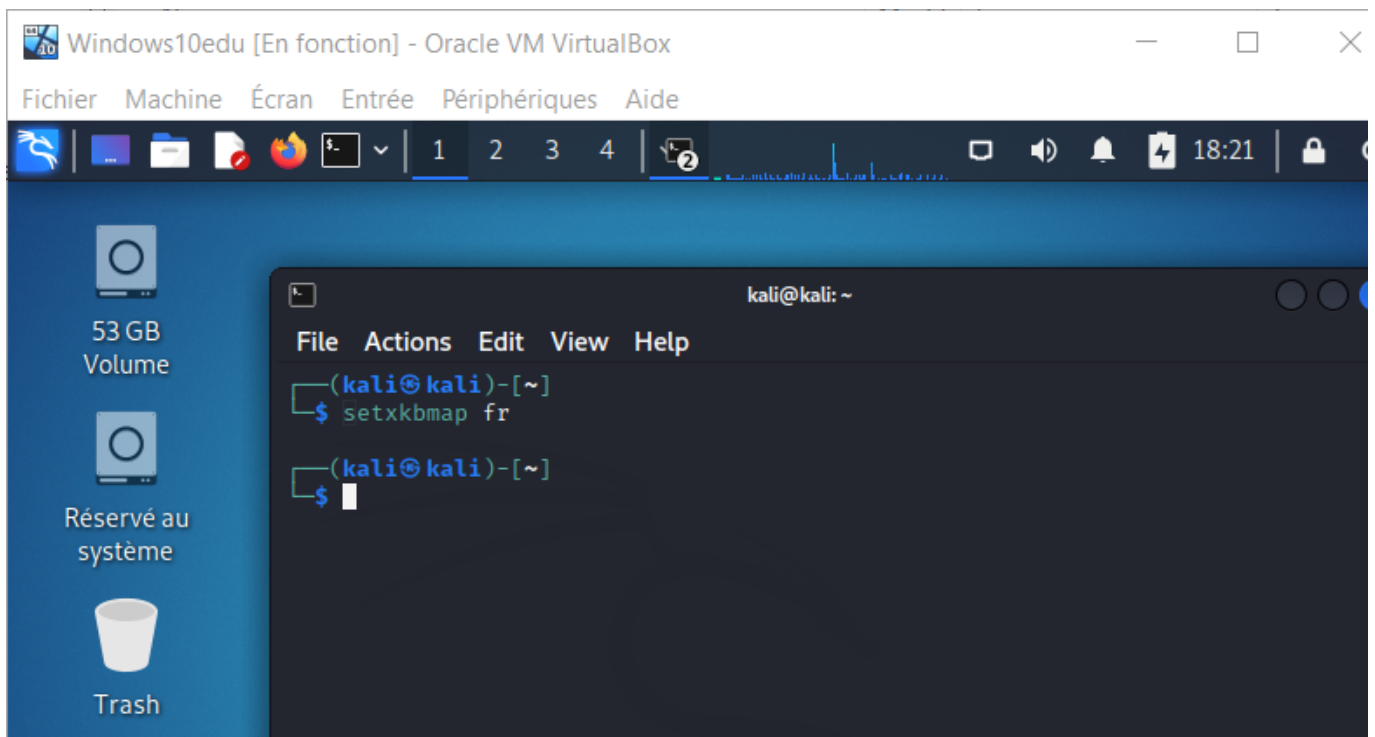 Windows10edu [En fonction] - Oracle VM VirtualBox
Fichier Machine Écran Entrée Périphériques Aide
1 2 3 4 2 18:21
53 GB
Volume
kali@kali: ~
File Actions Edit View Help
┌──(kali㉿kali)-[~]
└─$ setxkbmap fr
┌──(kali㉿kali)-[~]
└─$
Réservé au
système
Trash